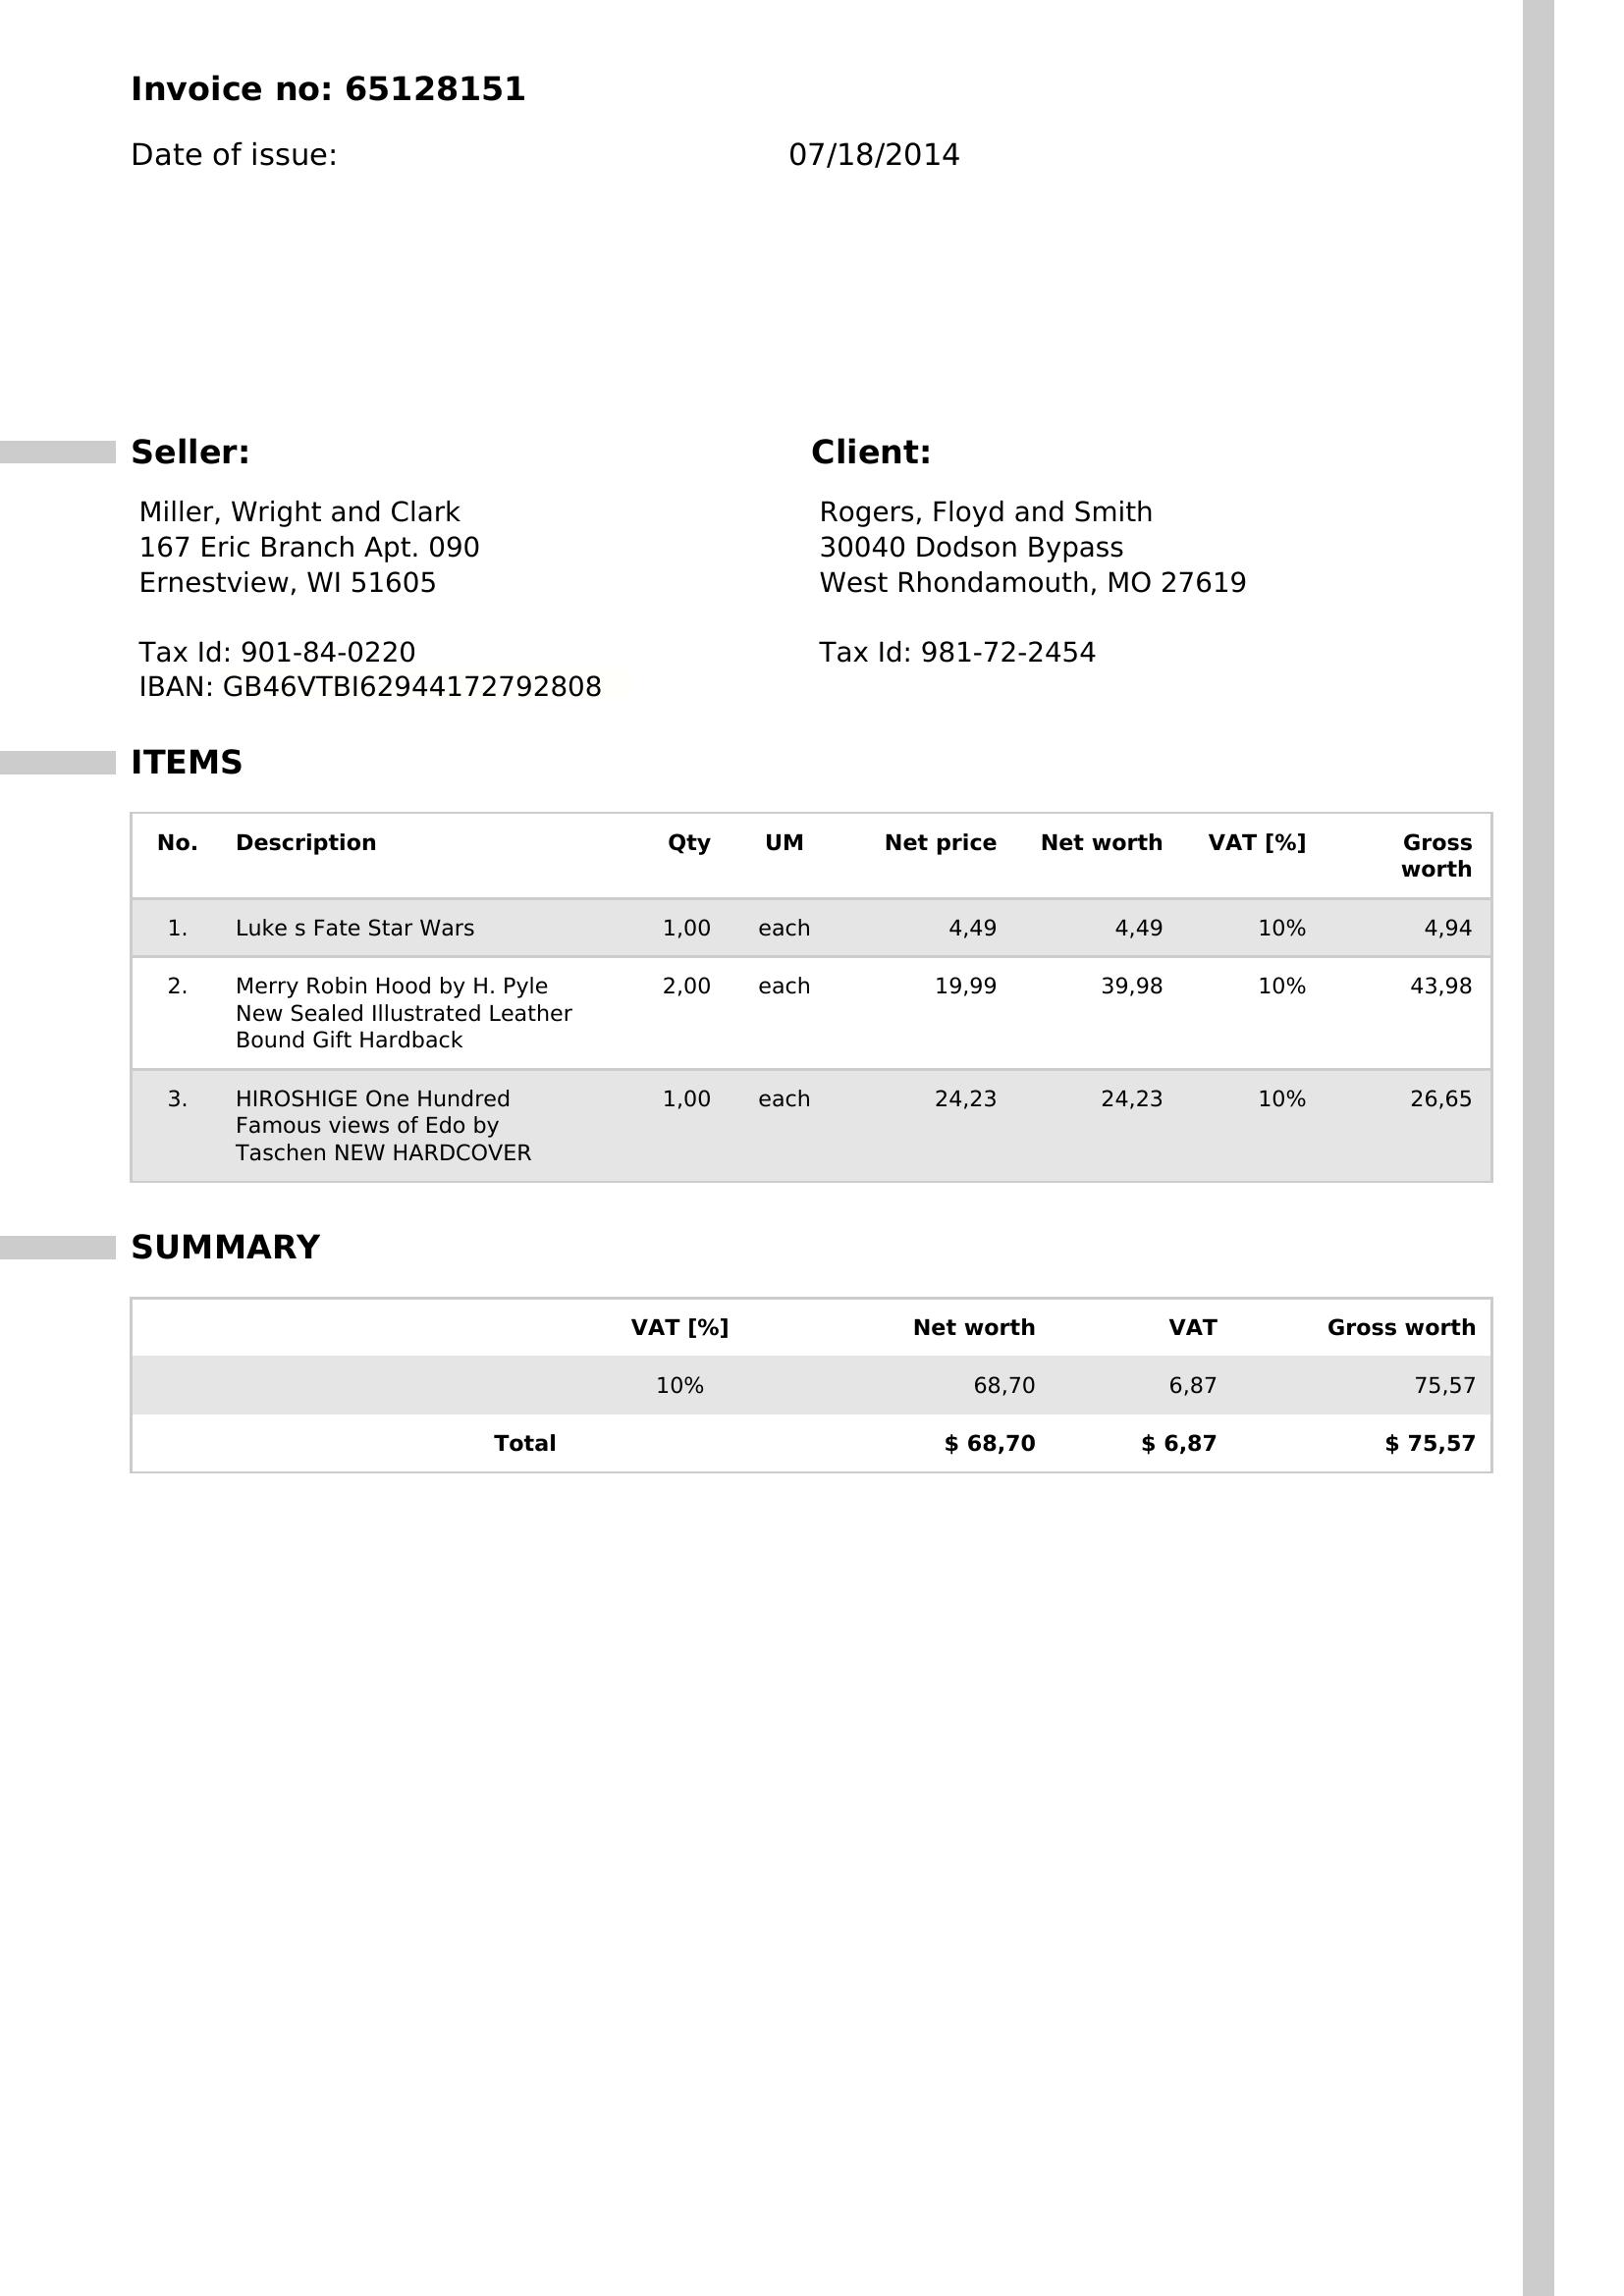 Invoice no: 65128151
Date of issue: 07/18/2014
Seller:
Miller, Wright and Clark
167 Eric Branch Apt. 090
Ernestview, WI 51605
Tax Id: 901-84-0220
IBAN: GB46VTBI62944172792808
Client:
Rogers, Floyd and Smith
30040 Dodson Bypass
West Rhondamouth, MO 27619
Tax Id: 981-72-2454
ITEMS
No. Description Qty UM Net price Net worth VAT [%] Gross
worth
1. Luke s Fate Star Wars 1,00 each 4,49 4,49 10% 4,94
2. Merry Robin Hood by H. Pyle 2,00 each 19,99 39,98 10% 43,98
New Sealed Illustrated Leather
Bound Gift Hardback
3. HIROSHIGE One Hundred 1,00 each 24,23 24,23 10% 26,65
Famous views of Edo by
Taschen NEW HARDCOVER
SUMMARY
VAT [%] Net worth VAT Gross worth
10% 68,70 6,87 75,57
Total $ 68,70 $ 6,87 $ 75,57